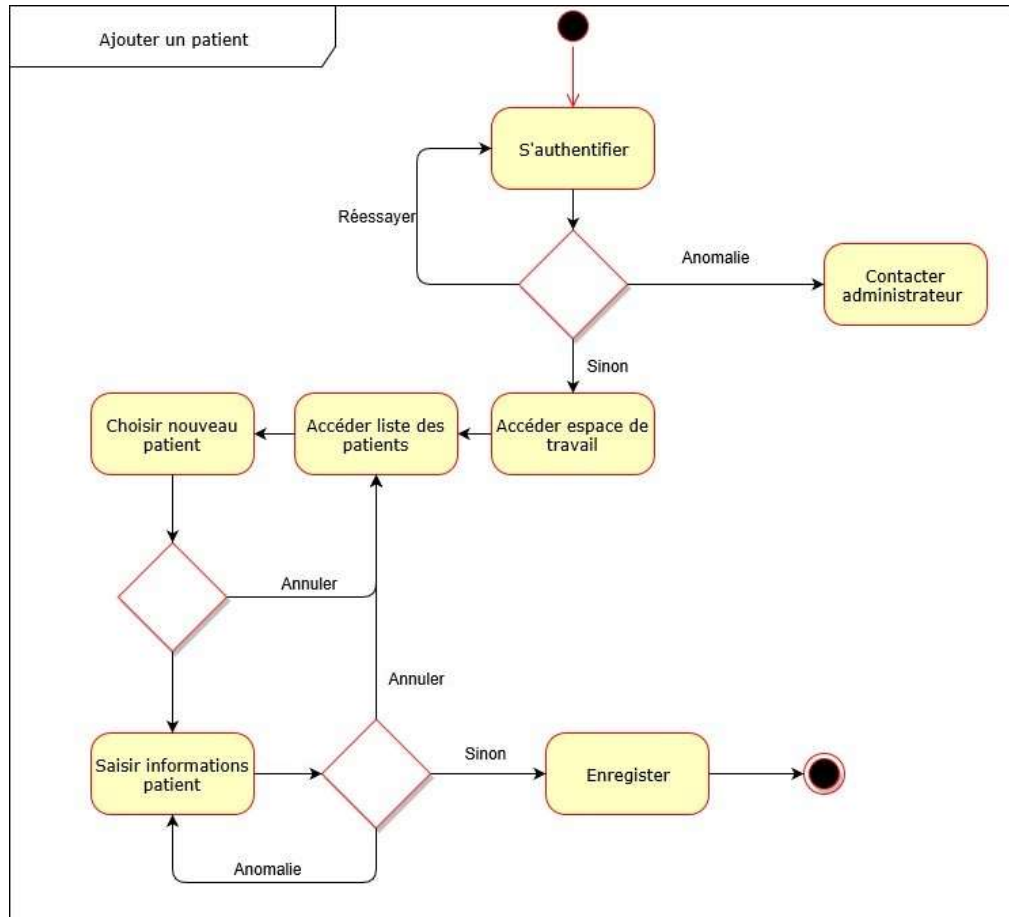 Ajouter un patient
S'authentifier
Réessayer
Anomalie
Contacter
administrateur
Sinon
Choisir nouveau
patient
Accéder liste des
patients
Accéder espace de
travail
Annuler
Annuler
Saisir informations
patient
Sinon
Enregister
Anomalie